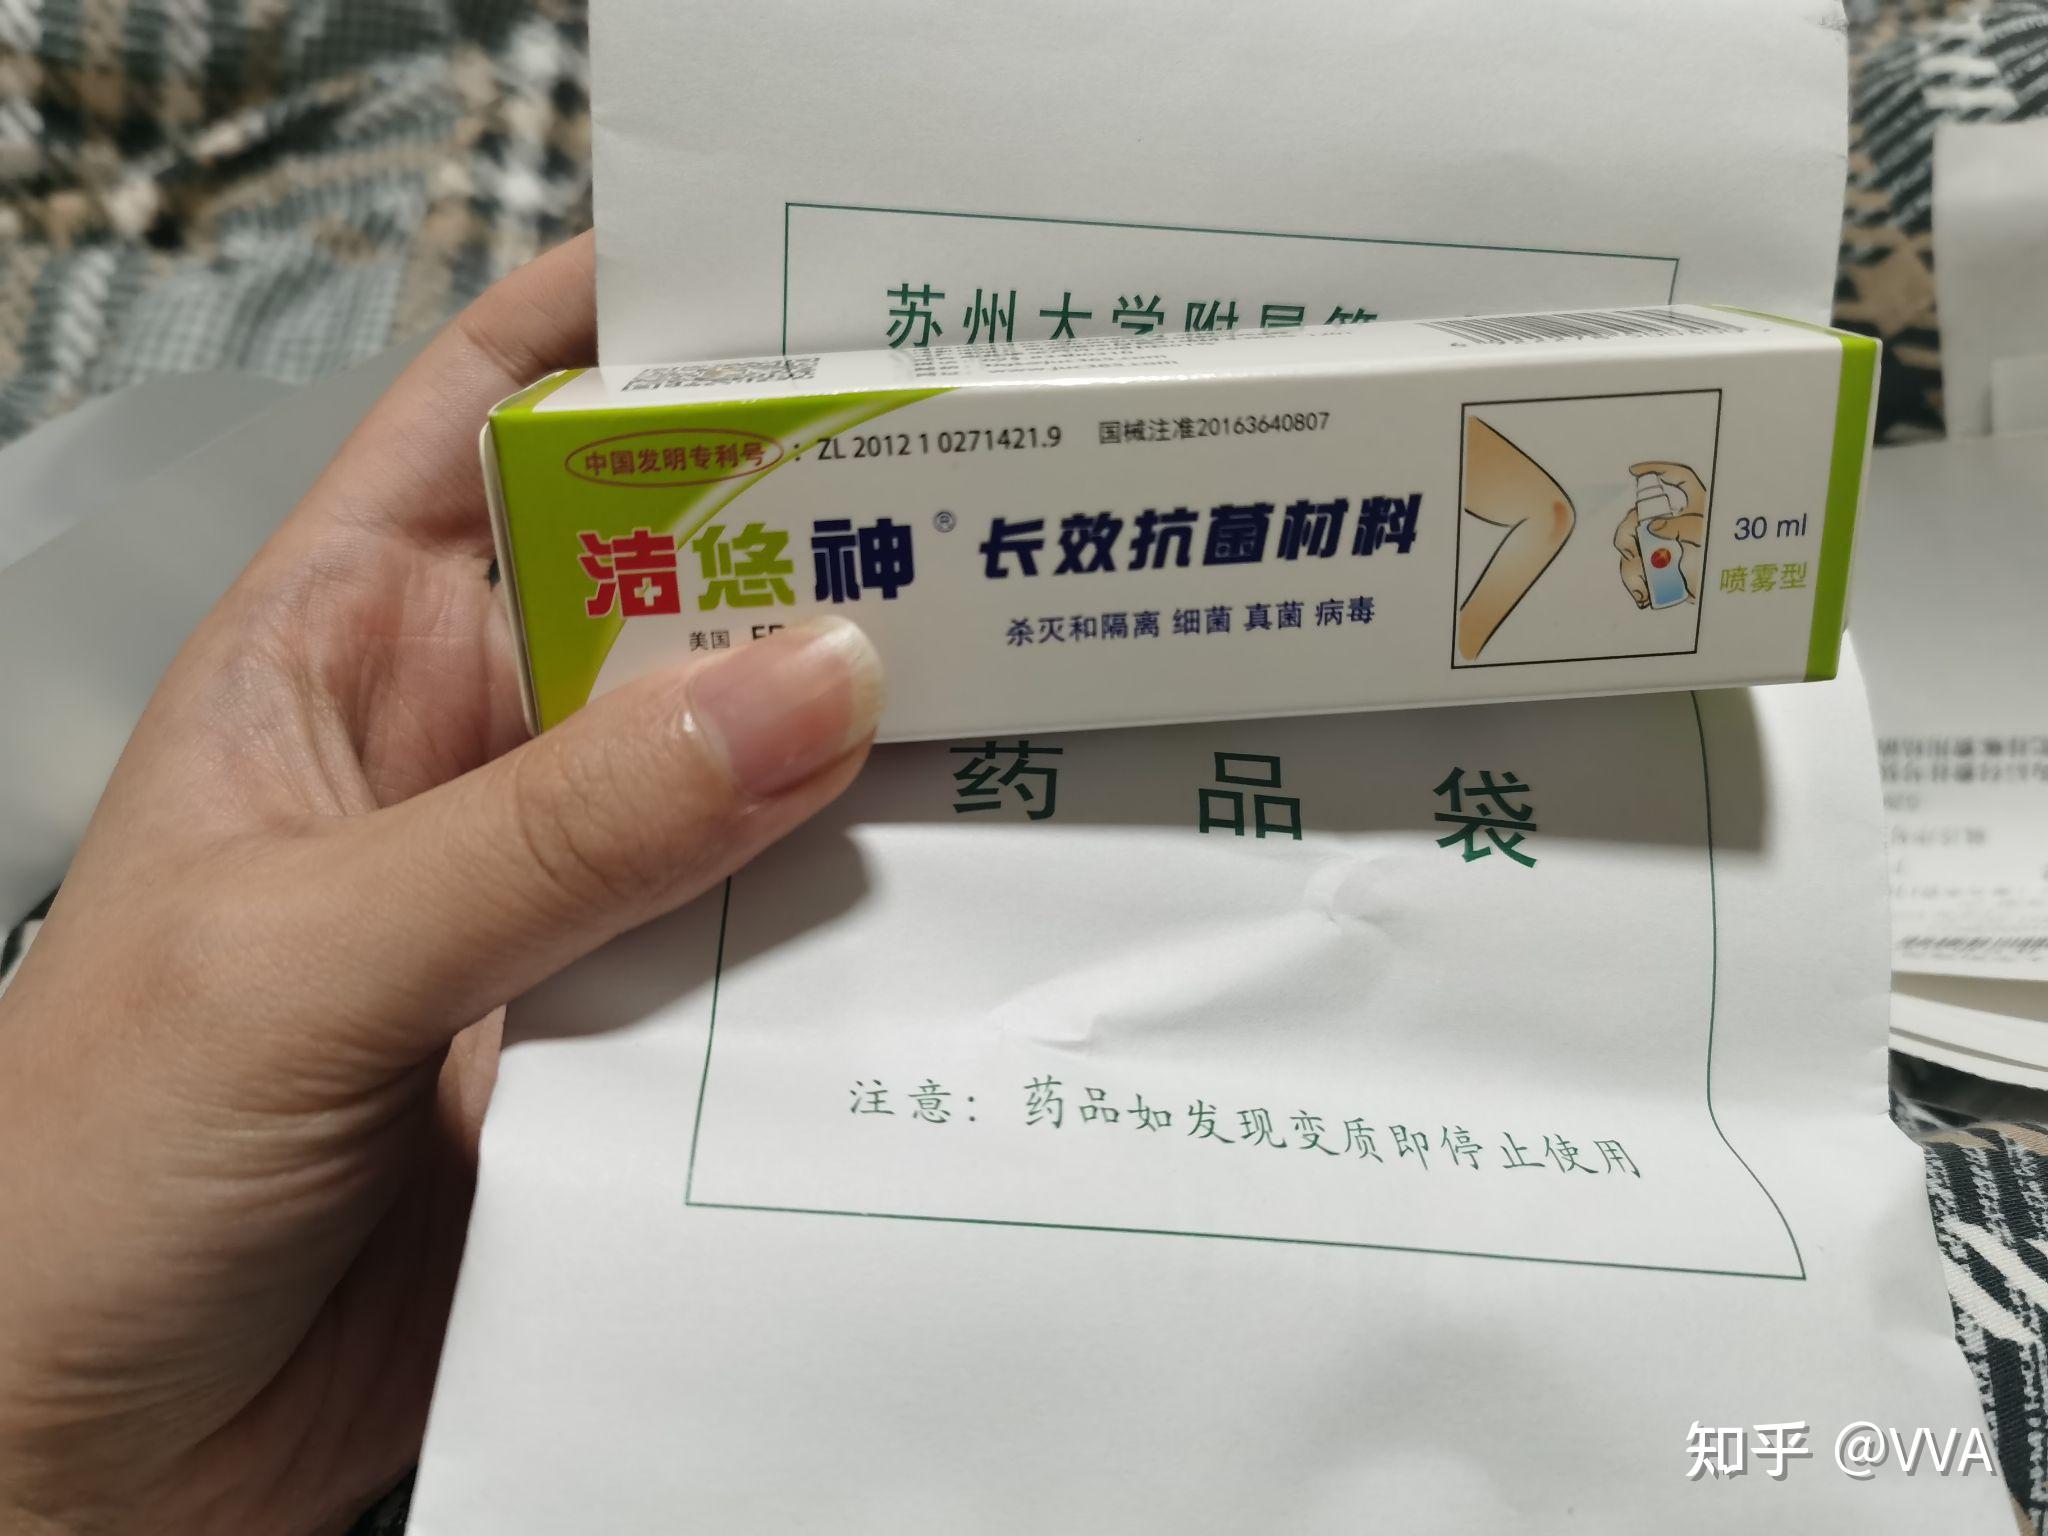 苏州大学附属第
中国发明专利号：ZL 2012 1 0271421.9 国械注准20163640807
洁悠神® 长效抗菌材料
美国
杀灭和隔离 细菌 真菌 病毒
30 ml
喷雾型
药品袋
注意：药品如发现变质即停止使用
知乎 @VVA